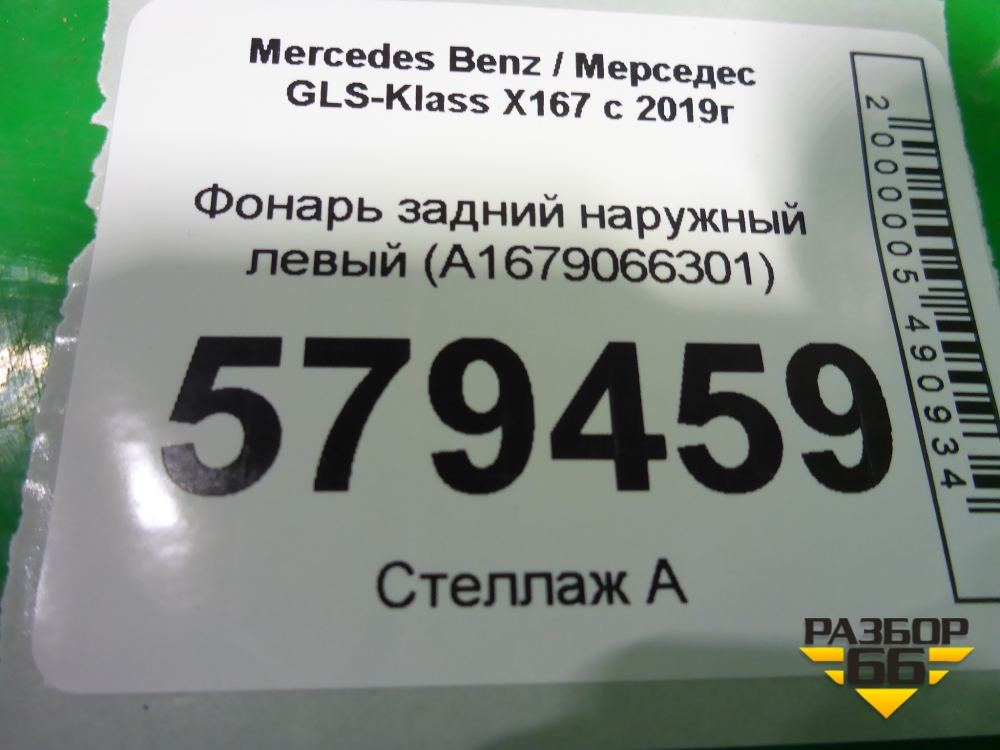 Mercedes Benz / Мерседес
GLS-Klass X167 с 2019г
Фонарь задний наружный
левый (A1679066301)
579459
Стеллаж А
2000005490934
РАЗБОР
66